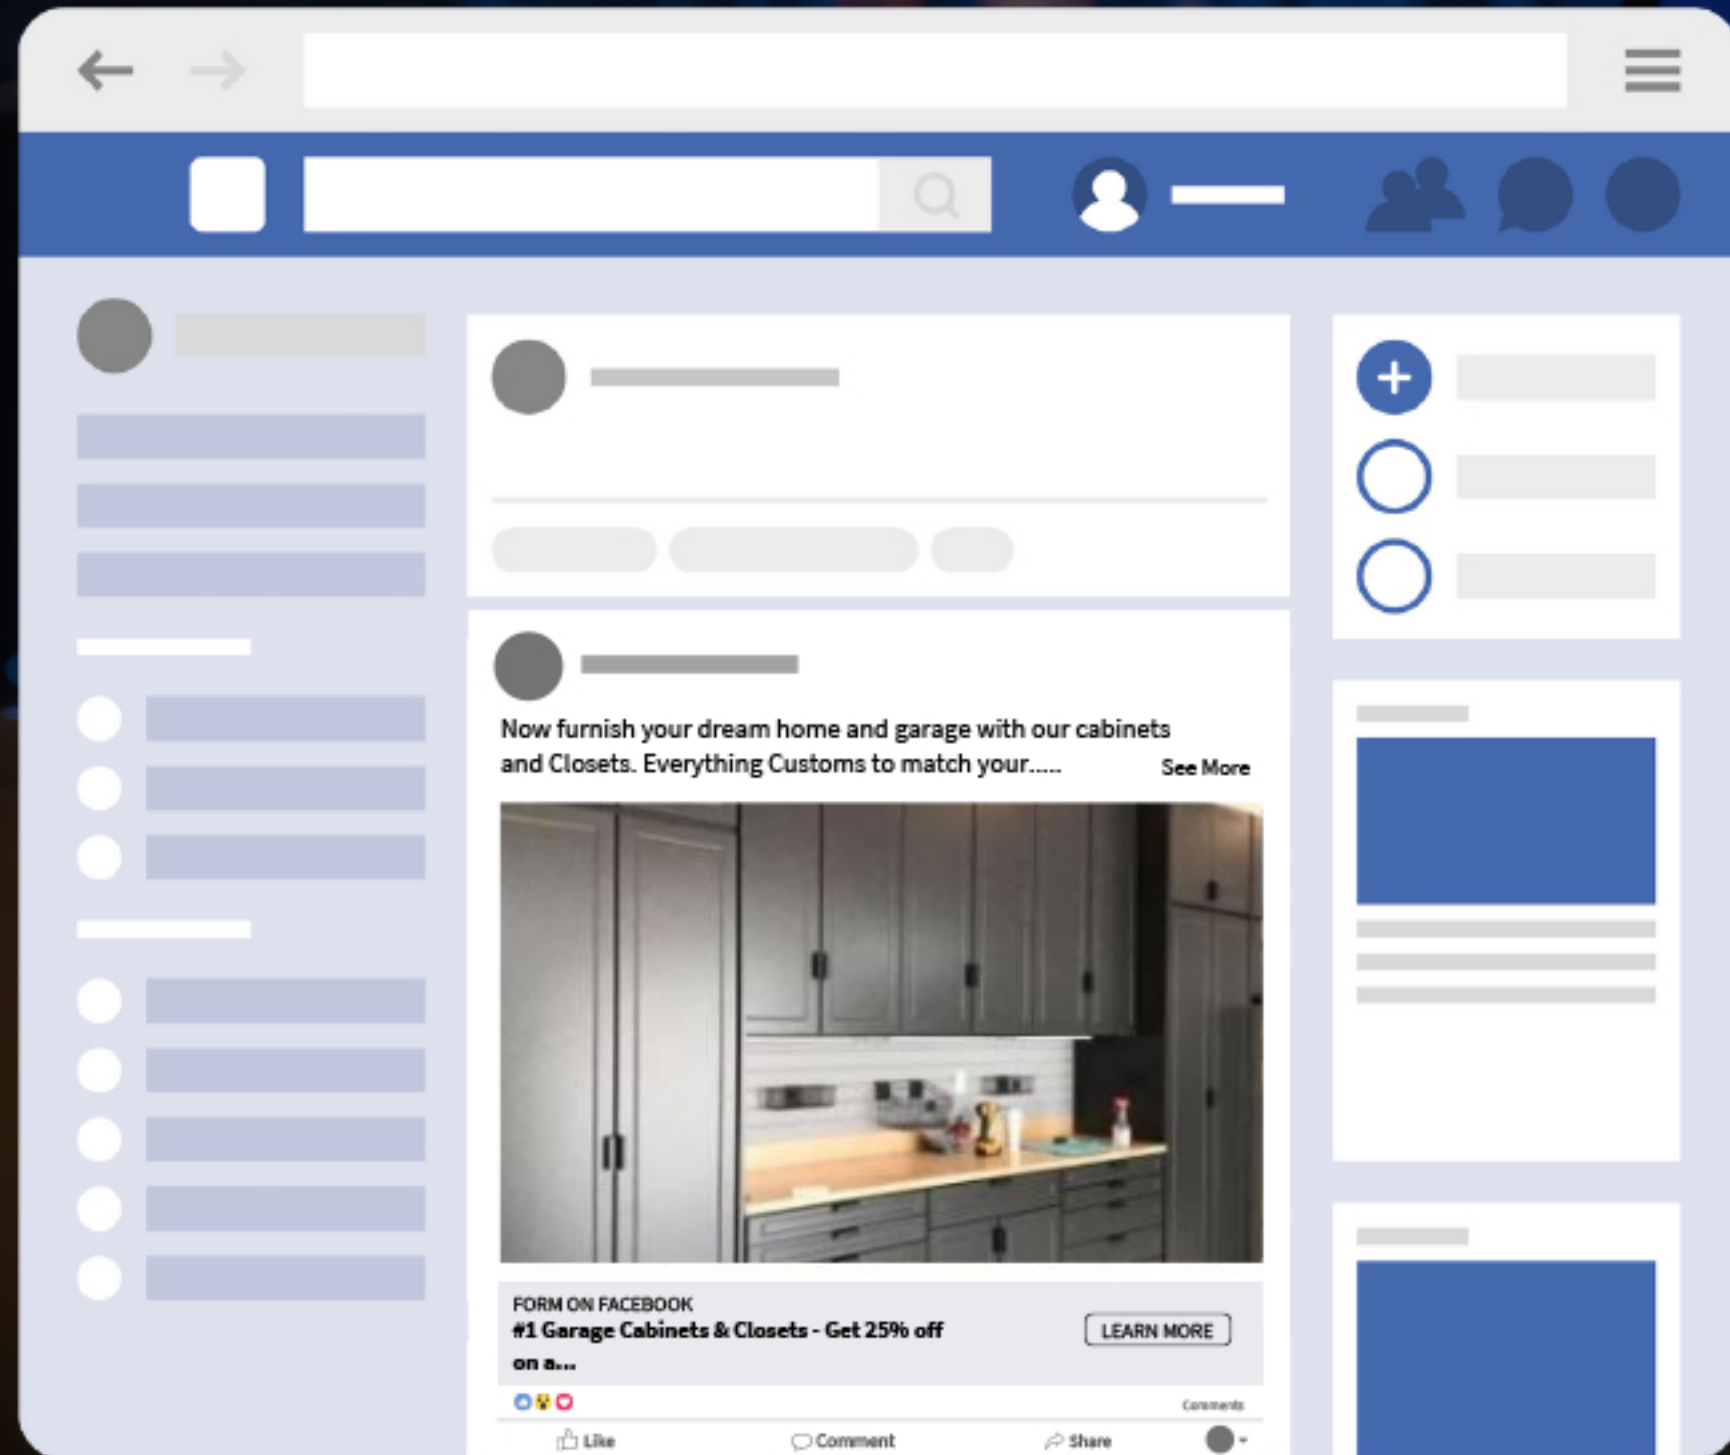 Now furnish your dream home and garage with our cabinets
and Closets. Everything Customs to match your.....
See More
FORM ON FACEBOOK
#1 Garage Cabinets & Closets - Get 25% off
on a...
LEARN MORE
Comments
Like
Comment
Share